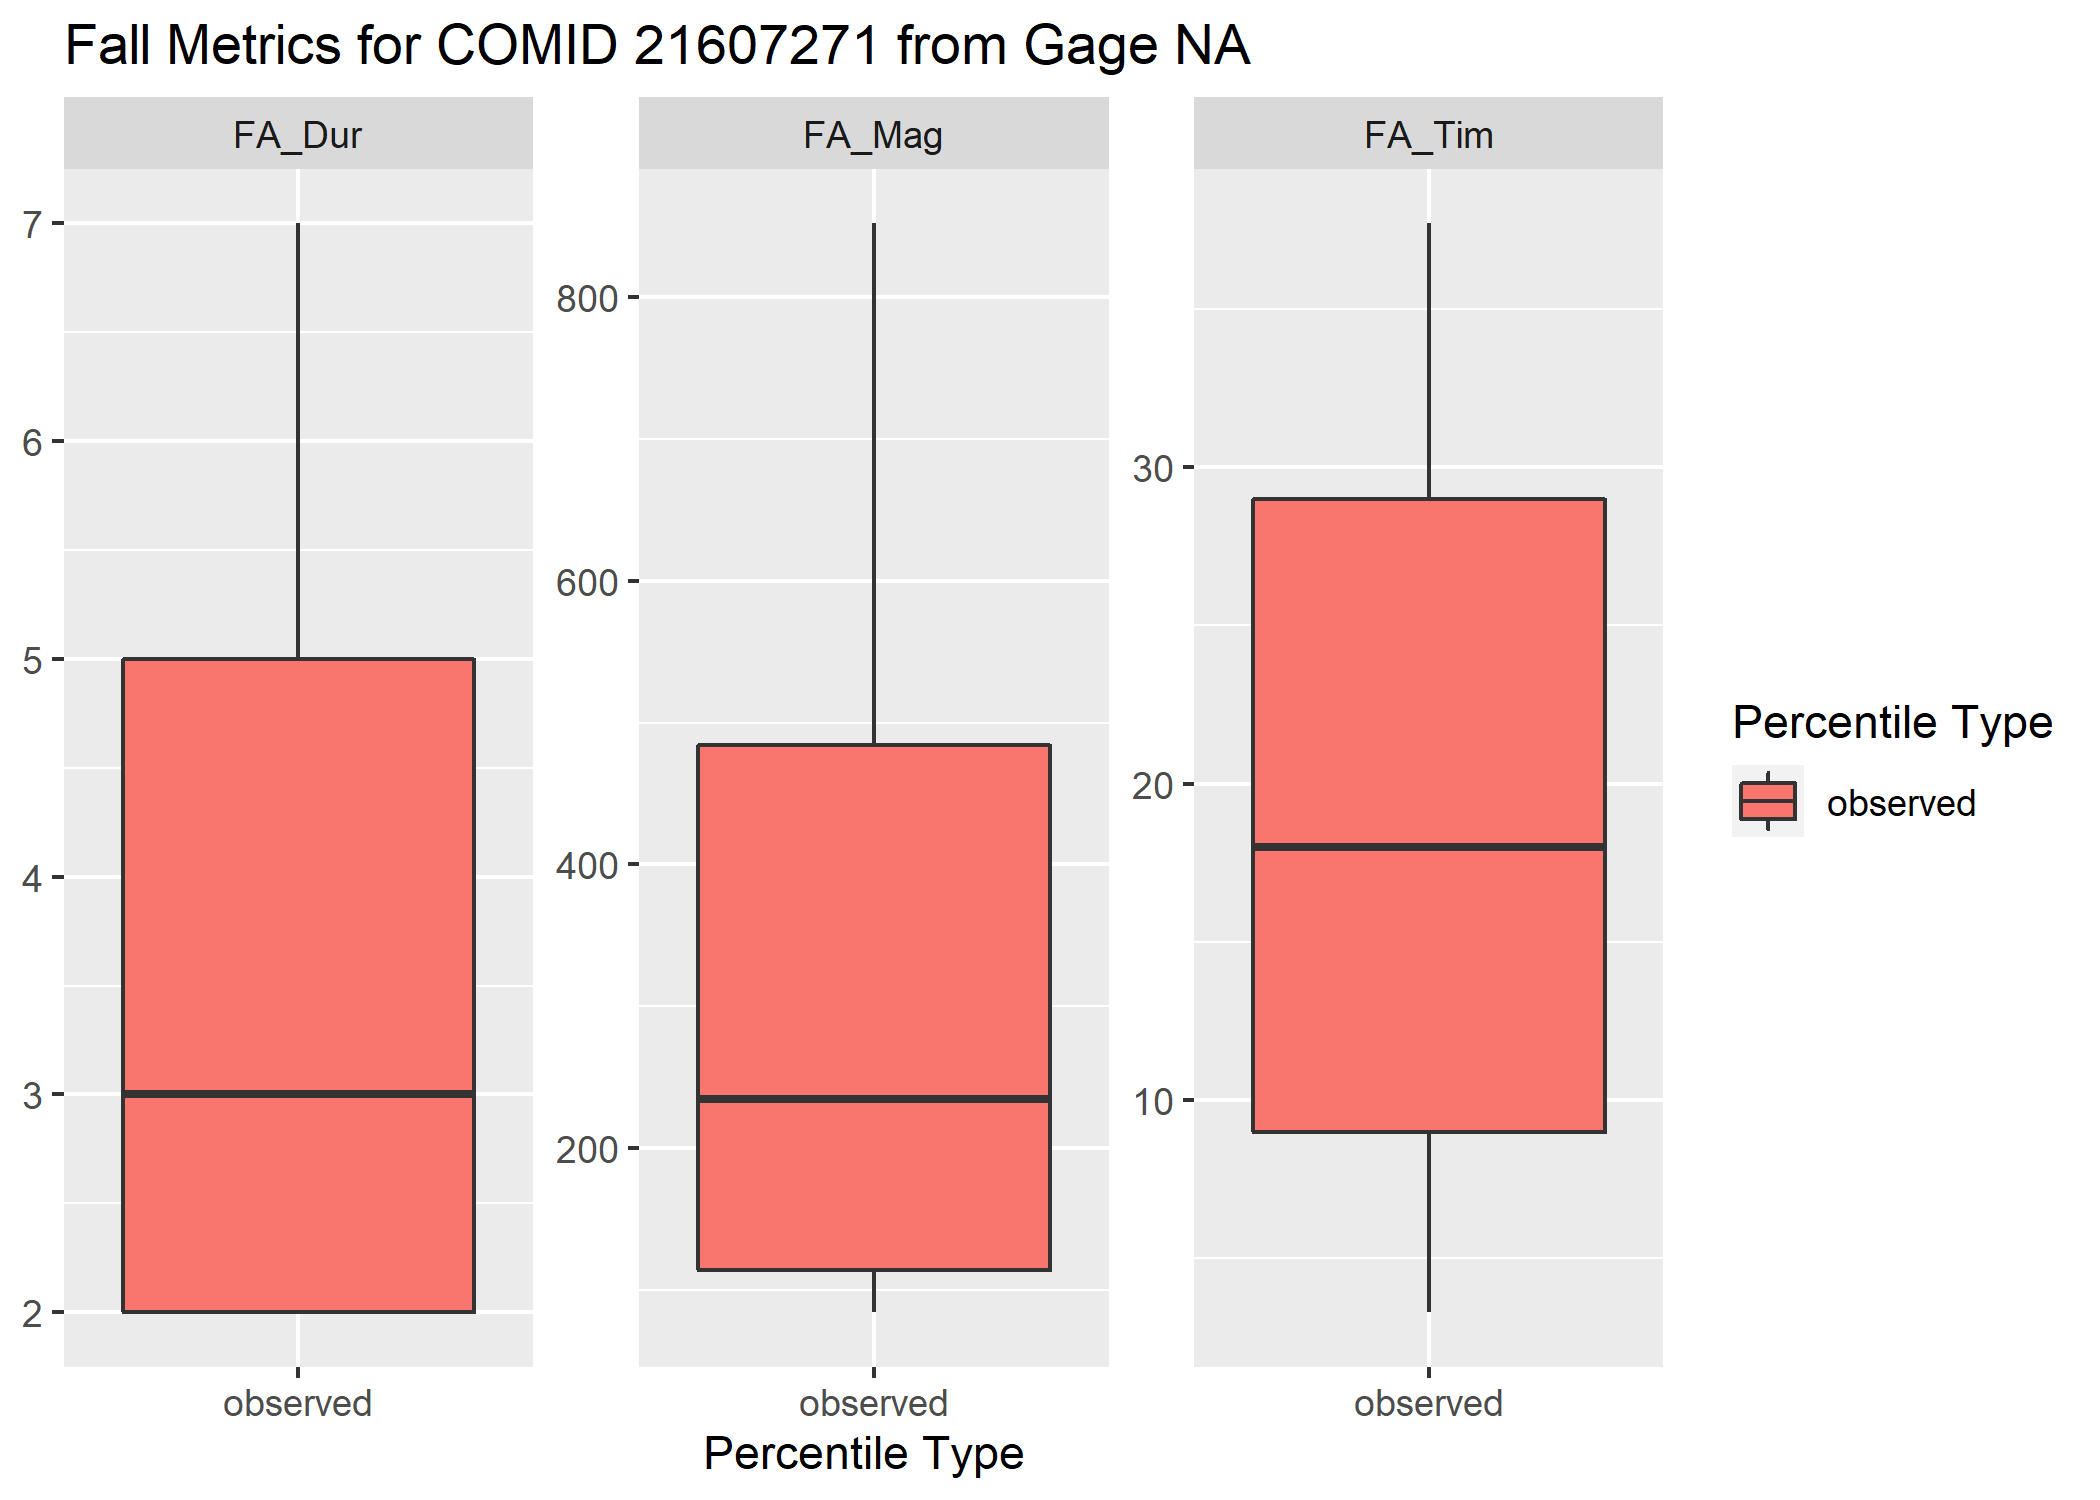 Fall Metrics for COMID 21607271 from Gage NA
FA_Dur
FA_Mag
FA_Tim
7
6
5
4
3
2
800
600
400
200
30
20
10
observed
observed
observed
Percentile Type
Percentile Type
observed